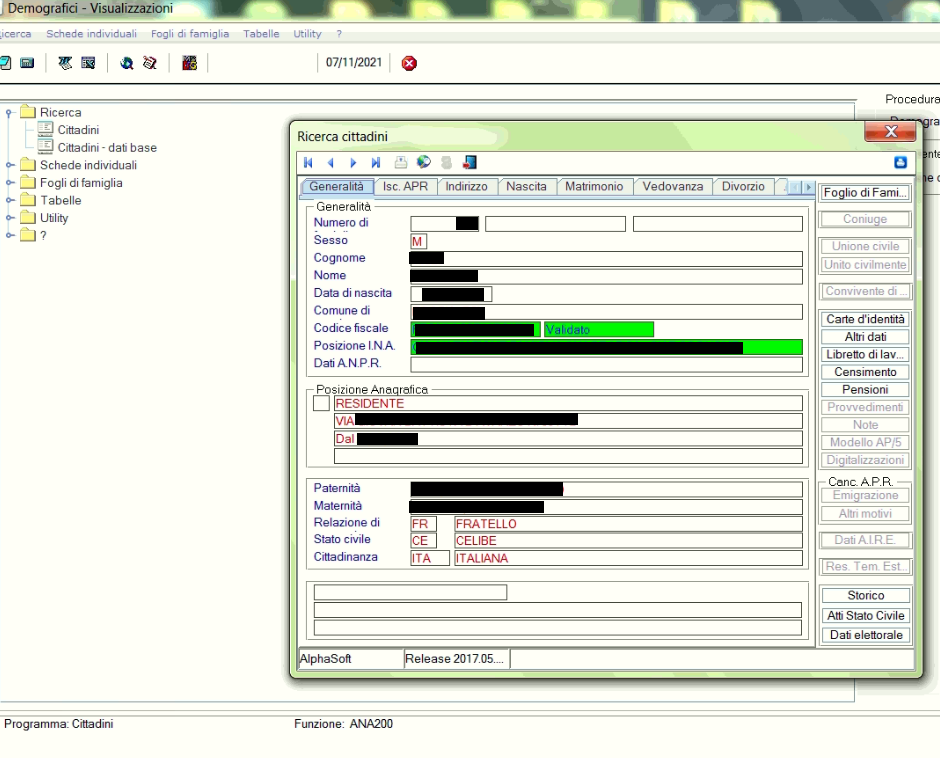 Demografici - Visualizzazioni
Schede individuali Fogli di famiglia Tabelle Utility ?
07/11/2021
Procedura
Ricerca
Cittadini
Cittadini - dati base
Schede individuali
Fogli di famiglia
Tabelle
Utility
?
Ricerca cittadini
Generalità Isc. APR Indirizzo Nascita Matrimonio Vedovanza Divorzio
Generalità
Numero di
Sesso M
Cognome
Nome
Data di nascita
Comune di
Codice fiscale Validato
Posizione I.N.A.
Dati A.N.P.R.
Posizione Anagrafica
RESIDENTE
VIA
Dal
Paternità
Maternità
Relazione di FR FRATELLO
Stato civile CE CELIBE
Cittadinanza ITA ITALIANA
Foglio di Fami...
Coniuge
Unione civile
Unito civilmente
Convivente di ...
Carte d'identità
Altri dati
Libretto di lav...
Censimento
Pensioni
Provvedimenti
Note
Modello AP/5
Digitalizzazioni
Canc. A.P.R.
Emigrazione
Altri motivi
Dati A.I.R.E.
Res. Tem. Est...
Storico
Atti Stato Civile
Dati elettorale
AlphaSoft Release 2017.05....
Programma: Cittadini Funzione: ANA200